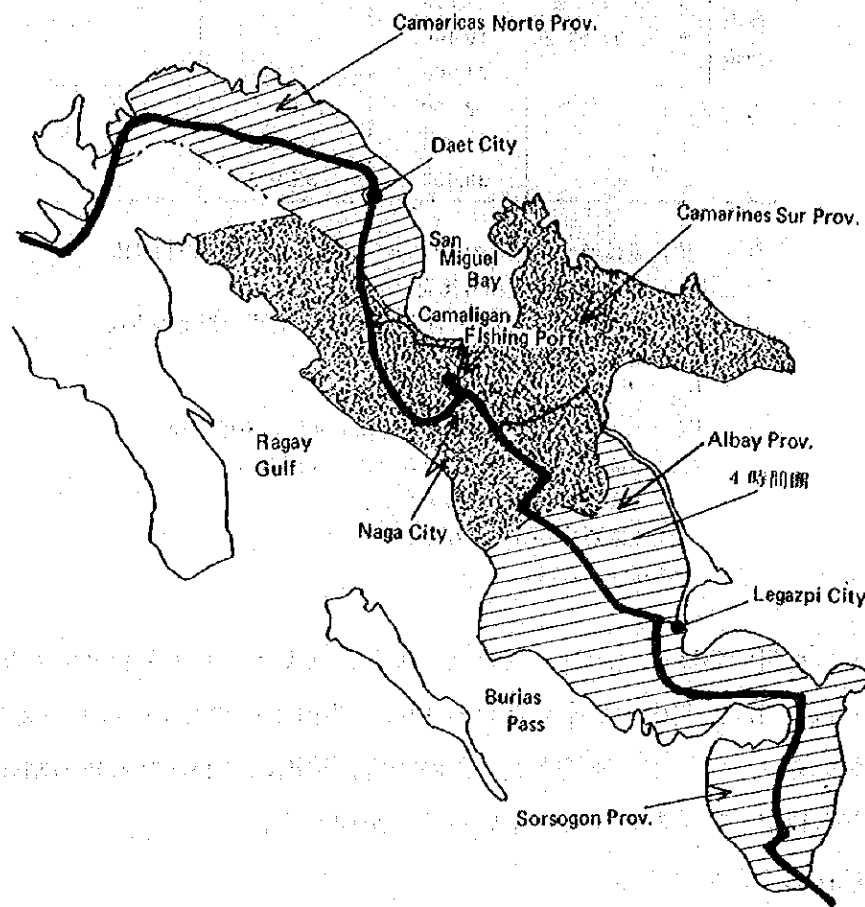 Camaricas Norte Prov.
Daet City
Camarines Sur Prov.
San
Miguel
Bay
Camaligan
Fishing Port
Ragay
Gulf
Albay Prov.
4 時間圏
Naga City
Legazpi City
Burias
Pass
Sorsogon Prov.